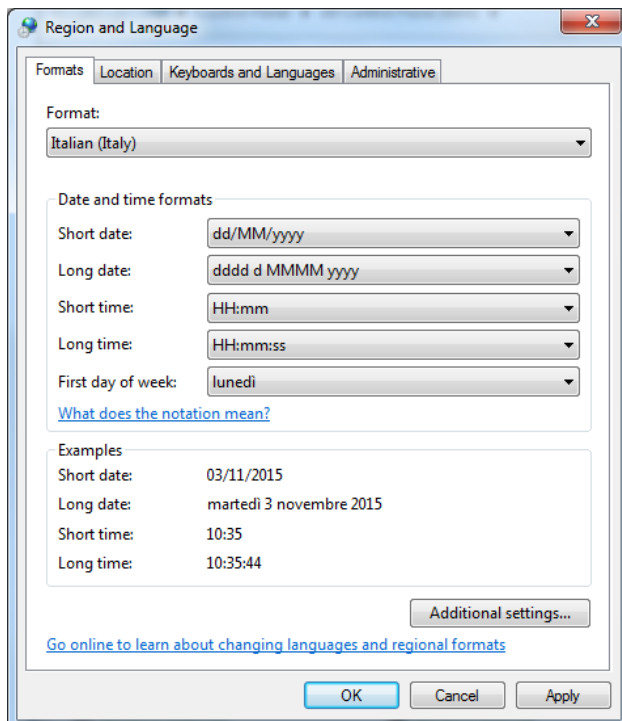 Region and Language
Formats Location Keyboards and Languages Administrative
Format:
Italian (Italy)
Date and time formats
Short date: dd/MM/yyyy
Long date: dddd d MMMM yyyy
Short time: HH:mm
Long time: HH:mm:ss
First day of week: lunedì
What does the notation mean?
Examples
Short date: 03/11/2015
Long date: martedì 3 novembre 2015
Short time: 10:35
Long time: 10:35:44
Additional settings...
Go online to learn about changing languages and regional formats
OK Cancel Apply